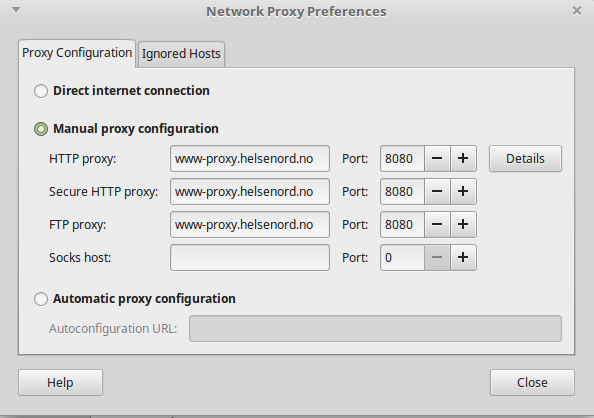 Network Proxy Preferences
Proxy Configuration Ignored Hosts
Direct internet connection
Manual proxy configuration
HTTP proxy: www-proxy.helsenord.no Port: 8080 − + Details
Secure HTTP proxy: www-proxy.helsenord.no Port: 8080 − +
FTP proxy: www-proxy.helsenord.no Port: 8080 − +
Socks host: Port: 0 − +
Automatic proxy configuration
Autoconfiguration URL:
Help Close